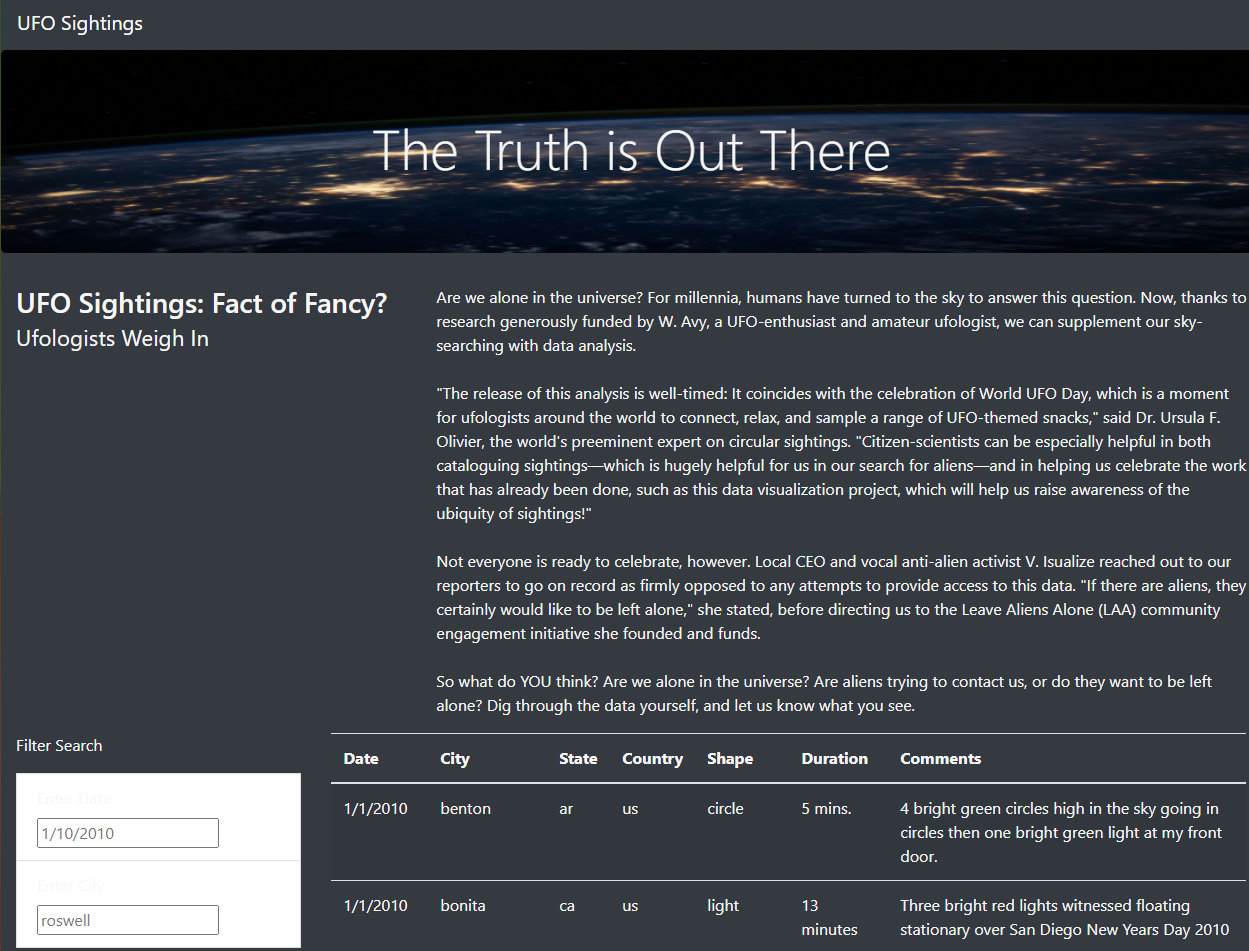 UFO Sightings
The Truth is Out There
UFO Sightings: Fact of Fancy?
Ufologists Weigh In
Are we alone in the universe? For millennia, humans have turned to the sky to answer this question. Now, thanks to
research generously funded by W. Avy, a UFO-enthusiast and amateur ufologist, we can supplement our sky-
searching with data analysis.
"The release of this analysis is well-timed: It coincides with the celebration of World UFO Day, which is a moment
for ufologists around the world to connect, relax, and sample a range of UFO-themed snacks," said Dr. Ursula F.
Olivier, the world's preeminent expert on circular sightings. "Citizen-scientists can be especially helpful in both
cataloguing sightings—which is hugely helpful for us in our search for aliens—and in helping us celebrate the work
that has already been done, such as this data visualization project, which will help us raise awareness of the
ubiquity of sightings!"
Not everyone is ready to celebrate, however. Local CEO and vocal anti-alien activist V. Isualize reached out to our
reporters to go on record as firmly opposed to any attempts to provide access to this data. "If there are aliens, they
certainly would like to be left alone," she stated, before directing us to the Leave Aliens Alone (LAA) community
engagement initiative she founded and funds.
So what do YOU think? Are we alone in the universe? Are aliens trying to contact us, or do they want to be left
alone? Dig through the data yourself, and let us know what you see.
Filter Search
Enter Date
1/10/2010
Enter City
roswell
Date City State Country Shape Duration Comments
1/1/2010 benton ar us circle 5 mins. 4 bright green circles high in the sky going in
circles then one bright green light at my front
door.
1/1/2010 bonita ca us light 13 Three bright red lights witnessed floating
minutes stationary over San Diego New Years Day 2010